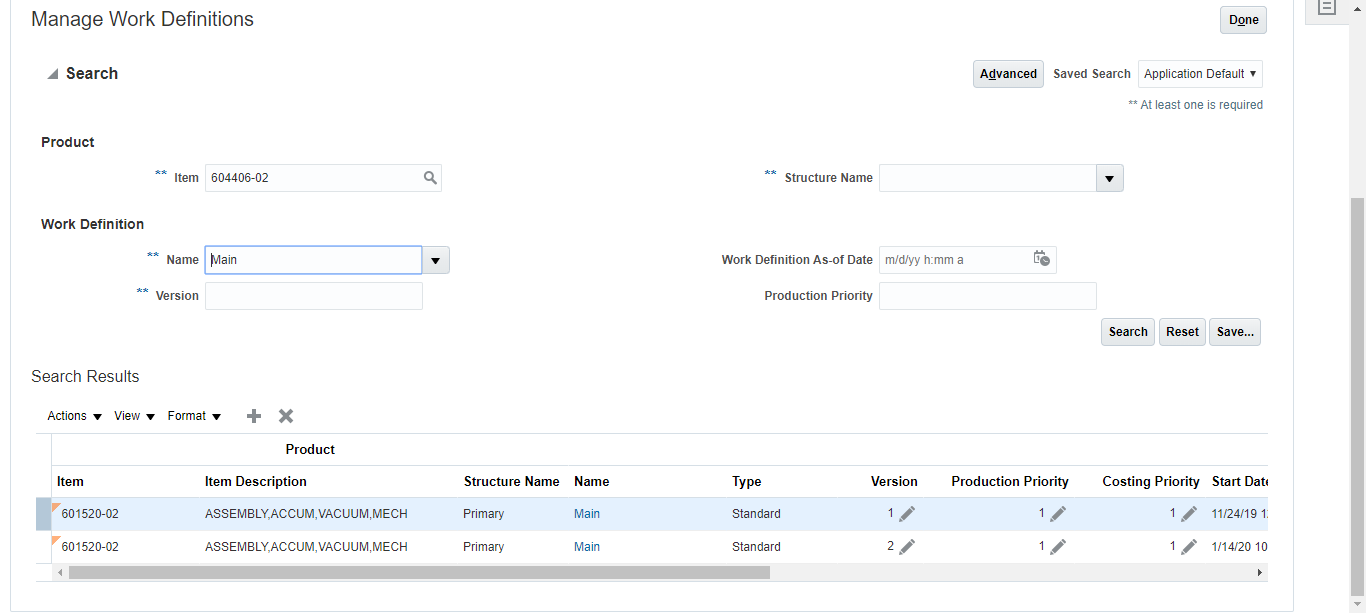 Manage Work Definitions
Done
Search
Advanced Saved Search Application Default
** At least one is required
Product
** Item 604406-02
** Structure Name
Work Definition
** Name Main
Work Definition As-of Date m/d/yy h:mm a
** Version
Production Priority
Search Reset Save...
Search Results
Actions View Format
Product
Item Item Description Structure Name Name Type Version Production Priority Costing Priority Start Date
601520-02 ASSEMBLY,ACCUM,VACUUM,MECH Primary Main Standard 1 1 1 11/24/19
601520-02 ASSEMBLY,ACCUM,VACUUM,MECH Primary Main Standard 2 1 1 1/14/20 10